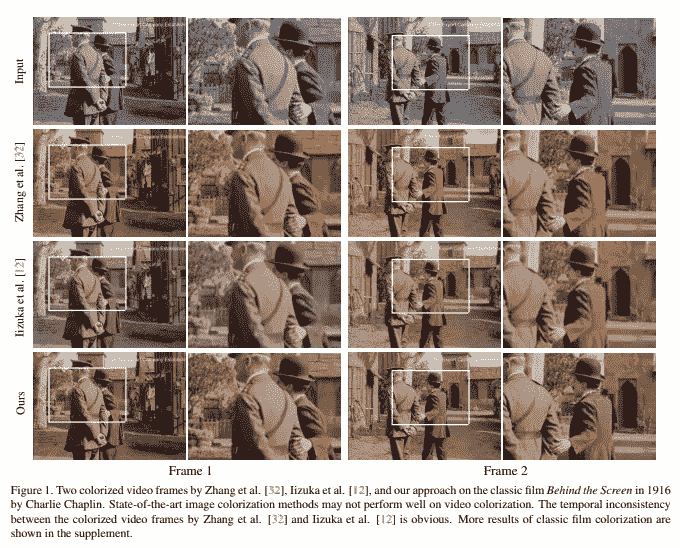 Input
Zhang et al. [32]
Iizuka et al. [12]
Ours
Frame 1
Frame 2
Figure 1. Two colorized video frames by Zhang et al. [32], Iizuka et al. [12], and our approach on the classic film Behind the Screen in 1916
by Charlie Chaplin. State-of-the-art image colorization methods may not perform well on video colorization. The temporal inconsistency
between the colorized video frames by Zhang et al. [32] and Iizuka et al. [12] is obvious. More results of classic film colorization are
shown in the supplement.